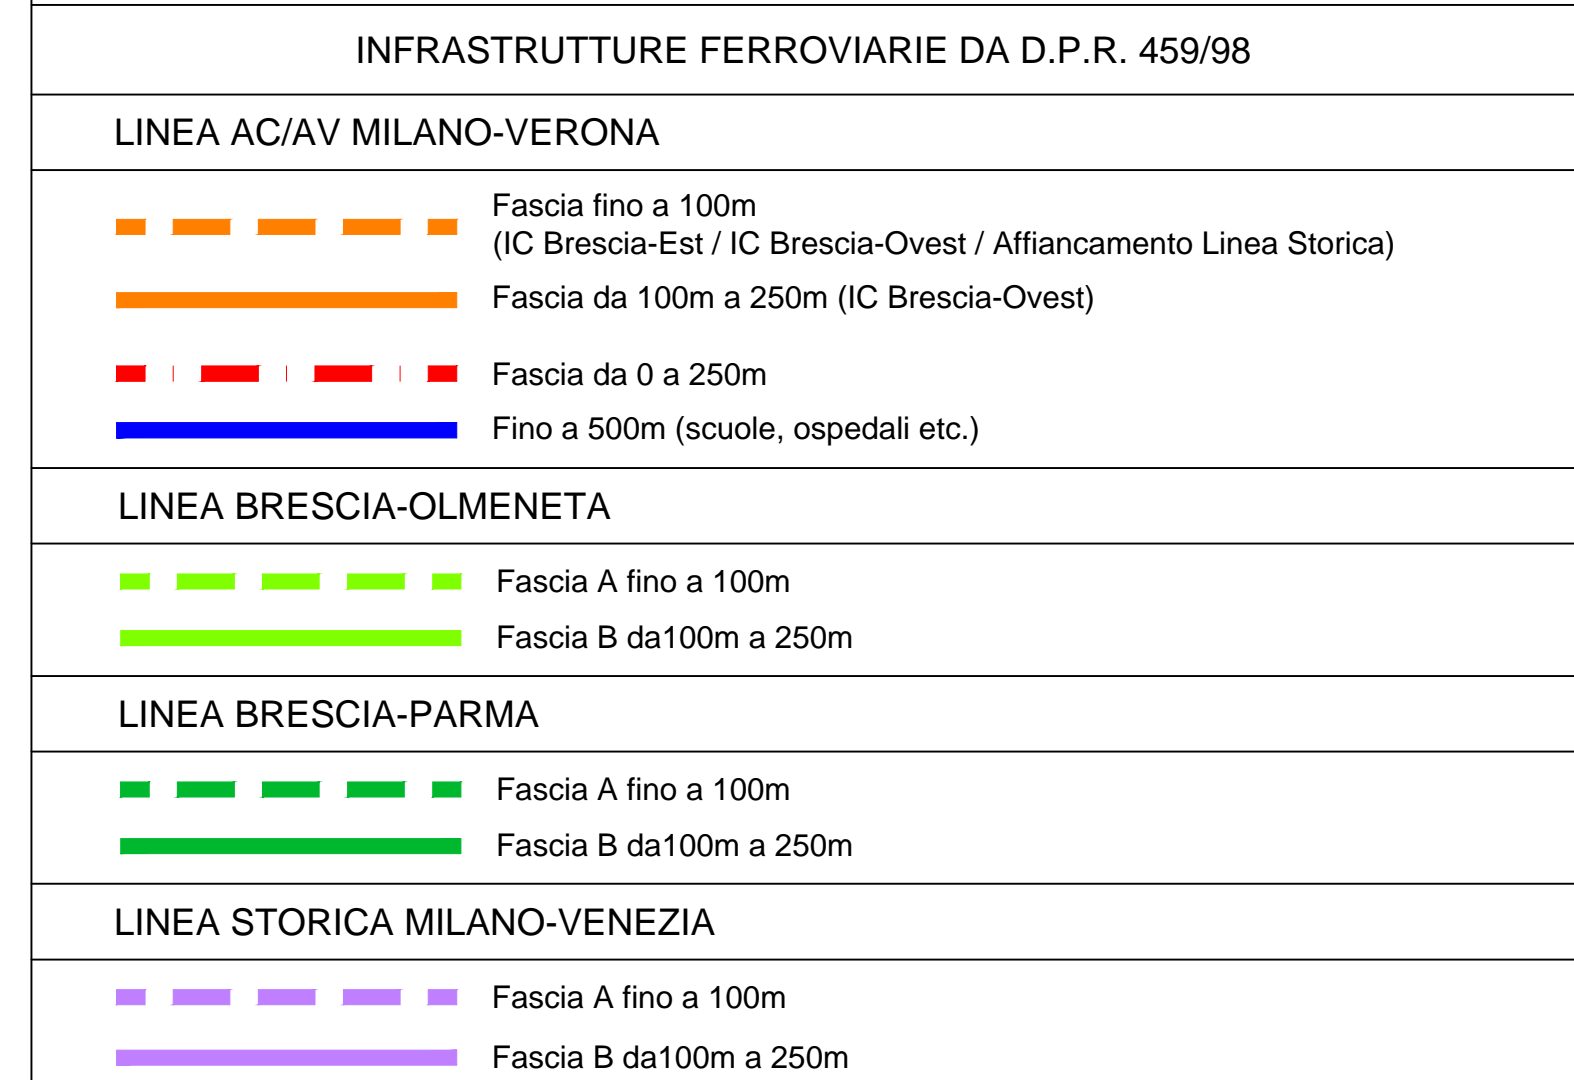 INFRASTRUTTURE FERROVIARIE DA D.P.R. 459/98
LINEA AC/AV MILANO-VERONA
Fascia fino a 100m
(IC Brescia-Est / IC Brescia-Ovest / Affiancamento Linea Storica)
Fascia da 100m a 250m (IC Brescia-Ovest)
Fascia da 0 a 250m
Fino a 500m (scuole, ospedali etc.)
LINEA BRESCIA-OLMENETA
Fascia A fino a 100m
Fascia B da100m a 250m
LINEA BRESCIA-PARMA
Fascia A fino a 100m
Fascia B da100m a 250m
LINEA STORICA MILANO-VENEZIA
Fascia A fino a 100m
Fascia B da100m a 250m